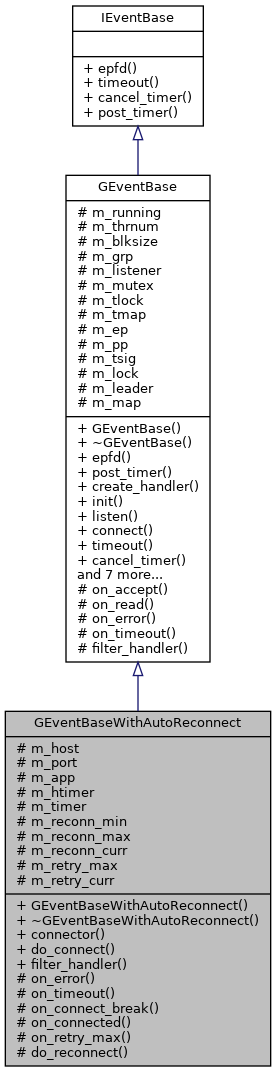 IEventBase
+ epfd()
+ timeout()
+ cancel_timer()
+ post_timer()
GEventBase
# m_running
# m_thrnum
# m_blksize
# m_grp
# m_listener
# m_mutex
# m_tlock
# m_tmap
# m_ep
# m_pp
# m_tsig
# m_lock
# m_leader
# m_map
+ GEventBase()
+ ~GEventBase()
+ epfd()
+ post_timer()
+ create_handler()
+ init()
+ listen()
+ connect()
+ timeout()
+ cancel_timer()
and 7 more...
# on_accept()
# on_read()
# on_error()
# on_timeout()
# filter_handler()
GEventBaseWithAutoReconnect
# m_host
# m_port
# m_app
# m_htimer
# m_timer
# m_reconn_min
# m_reconn_max
# m_reconn_curr
# m_retry_max
# m_retry_curr
+ GEventBaseWithAutoReconnect()
+ ~GEventBaseWithAutoReconnect()
+ connector()
+ do_connect()
+ filter_handler()
# on_error()
# on_timeout()
# on_connect_break()
# on_connected()
# on_retry_max()
# do_reconnect()